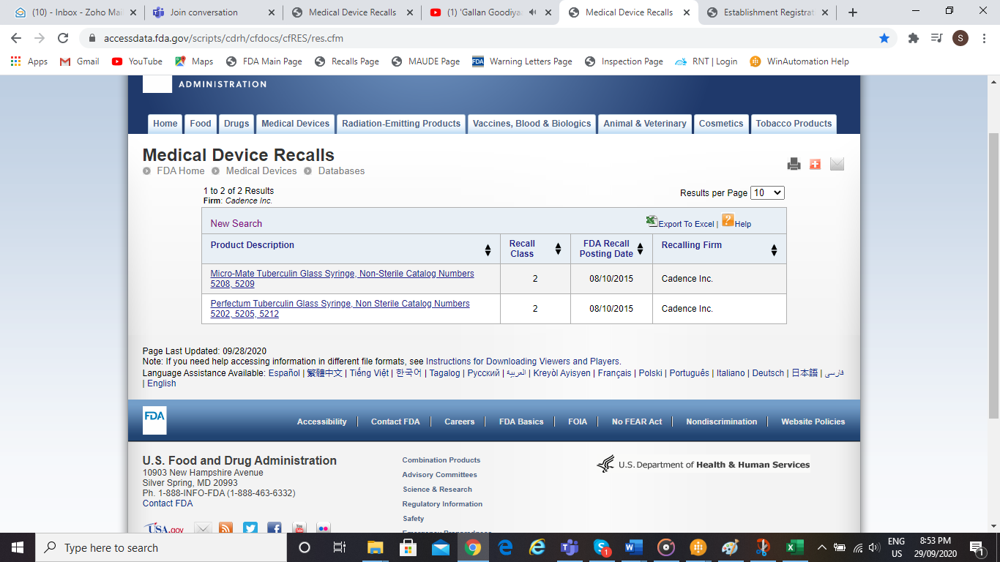 (10) - Inbox - Zoho Mai
Join conversation
Medical Device Recalls
(1) 'Gallan Goodiya
Medical Device Recalls
Establishment Registrat
accessdata.fda.gov/scripts/cdrh/cfdocs/cfRES/res.cfm
S
Apps
Gmail
YouTube
Maps
FDA Main Page
Recalls Page
MAUDE Page
FDA
Warning Letters Page
Inspection Page
RNT | Login
WinAutomation Help
ADMINISTRATION
Home
Food
Drugs
Medical Devices
Radiation-Emitting Products
Vaccines, Blood & Biologics
Animal & Veterinary
Cosmetics
Tobacco Products
Medical Device Recalls
FDA Home
Medical Devices
Databases
1 to 2 of 2 Results
Firm: Cadence Inc.
Results per Page 10
New Search
Export To Excel | ? Help
Product Description
Recall Class
FDA Recall Posting Date
Recalling Firm
Micro-Mate Tuberculin Glass Syringe, Non-Sterile Catalog Numbers
5208, 5209
2
08/10/2015
Cadence Inc.
Perfectum Tuberculin Glass Syringe, Non Sterile Catalog Numbers
5202, 5205, 5212
2
08/10/2015
Cadence Inc.
Page Last Updated: 09/28/2020
Note: If you need help accessing information in different file formats, see Instructions for Downloading Viewers and Players.
Language Assistance Available: Español | 繁體中文 | Tiếng Việt | 한국어 | Tagalog | Русский | العربية | Kreyòl Ayisyen | Français | Polski | Português | Italiano | Deutsch | 日本語 | فارسی
| English
FDA
Accessibility
Contact FDA
Careers
FDA Basics
FOIA
No FEAR Act
Nondiscrimination
Website Policies
U.S. Food and Drug Administration
10903 New Hampshire Avenue
Silver Spring, MD 20993
Ph. 1-888-INFO-FDA (1-888-463-6332)
Contact FDA
USA.gov
You Tube
Combination Products
Advisory Committees
Science & Research
Regulatory Information
Safety
Emergency Preparedness
U.S. Department of Health & Human Services
Type here to search
1
ENG
US
8:53 PM
29/09/2020
1